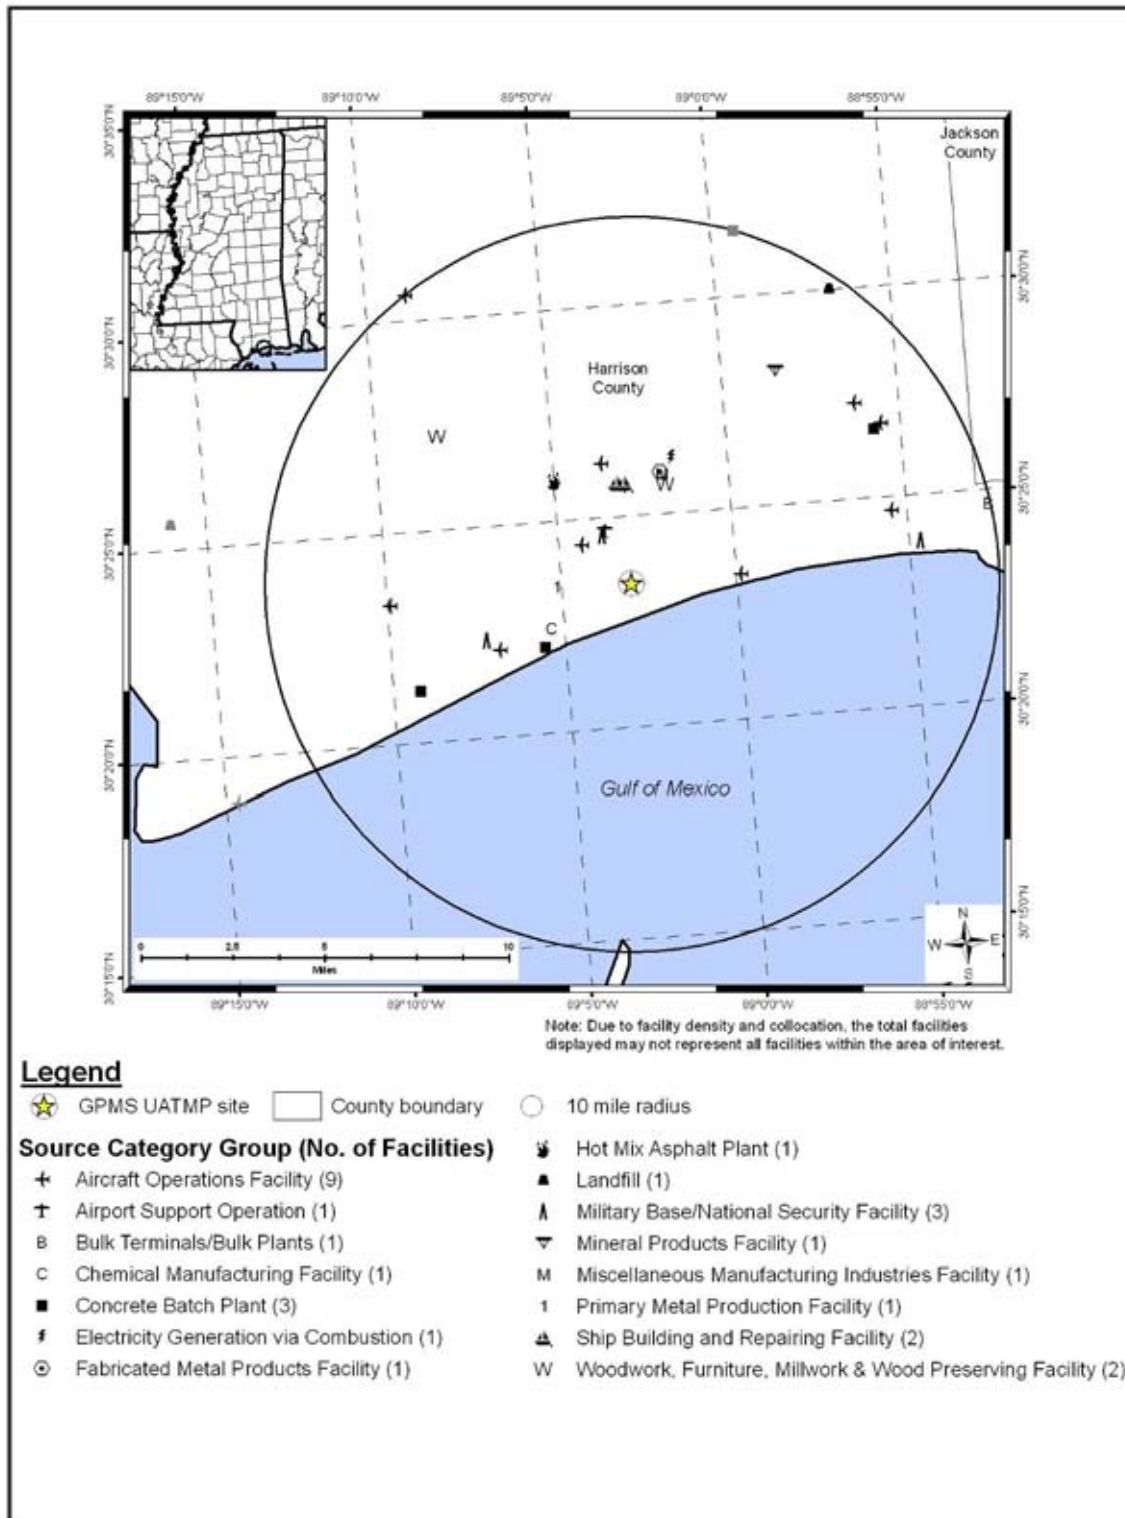 89°15'0"W 89°10'0"W 89°5'0"W 89°0'0"W 88°55'0"W
30°35'0"N
Jackson
County
30°30'0"N
30°30'0"N
Harrison
County
W
W
30°25'0"N
B
30°25'0"N
1
C
30°20'0"N
30°20'0"N
Gulf of Mexico
30°15'0"N
N
W E
S
0 2.5 5 10
Miles
30°15'0"N
89°15'0"W 89°10'0"W 89°5'0"W 89°0'0"W 88°55'0"W
Note: Due to facility density and collocation, the total facilities
displayed may not represent all facilities within the area of interest.
Legend
GPMS UATMP site County boundary 10 mile radius
Source Category Group (No. of Facilities)
Aircraft Operations Facility (9)
Airport Support Operation (1)
B Bulk Terminals/Bulk Plants (1)
C Chemical Manufacturing Facility (1)
Concrete Batch Plant (3)
Electricity Generation via Combustion (1)
Fabricated Metal Products Facility (1)
Hot Mix Asphalt Plant (1)
Landfill (1)
Military Base/National Security Facility (3)
Mineral Products Facility (1)
M Miscellaneous Manufacturing Industries Facility (1)
1 Primary Metal Production Facility (1)
Ship Building and Repairing Facility (2)
W Woodwork, Furniture, Millwork & Wood Preserving Facility (2)